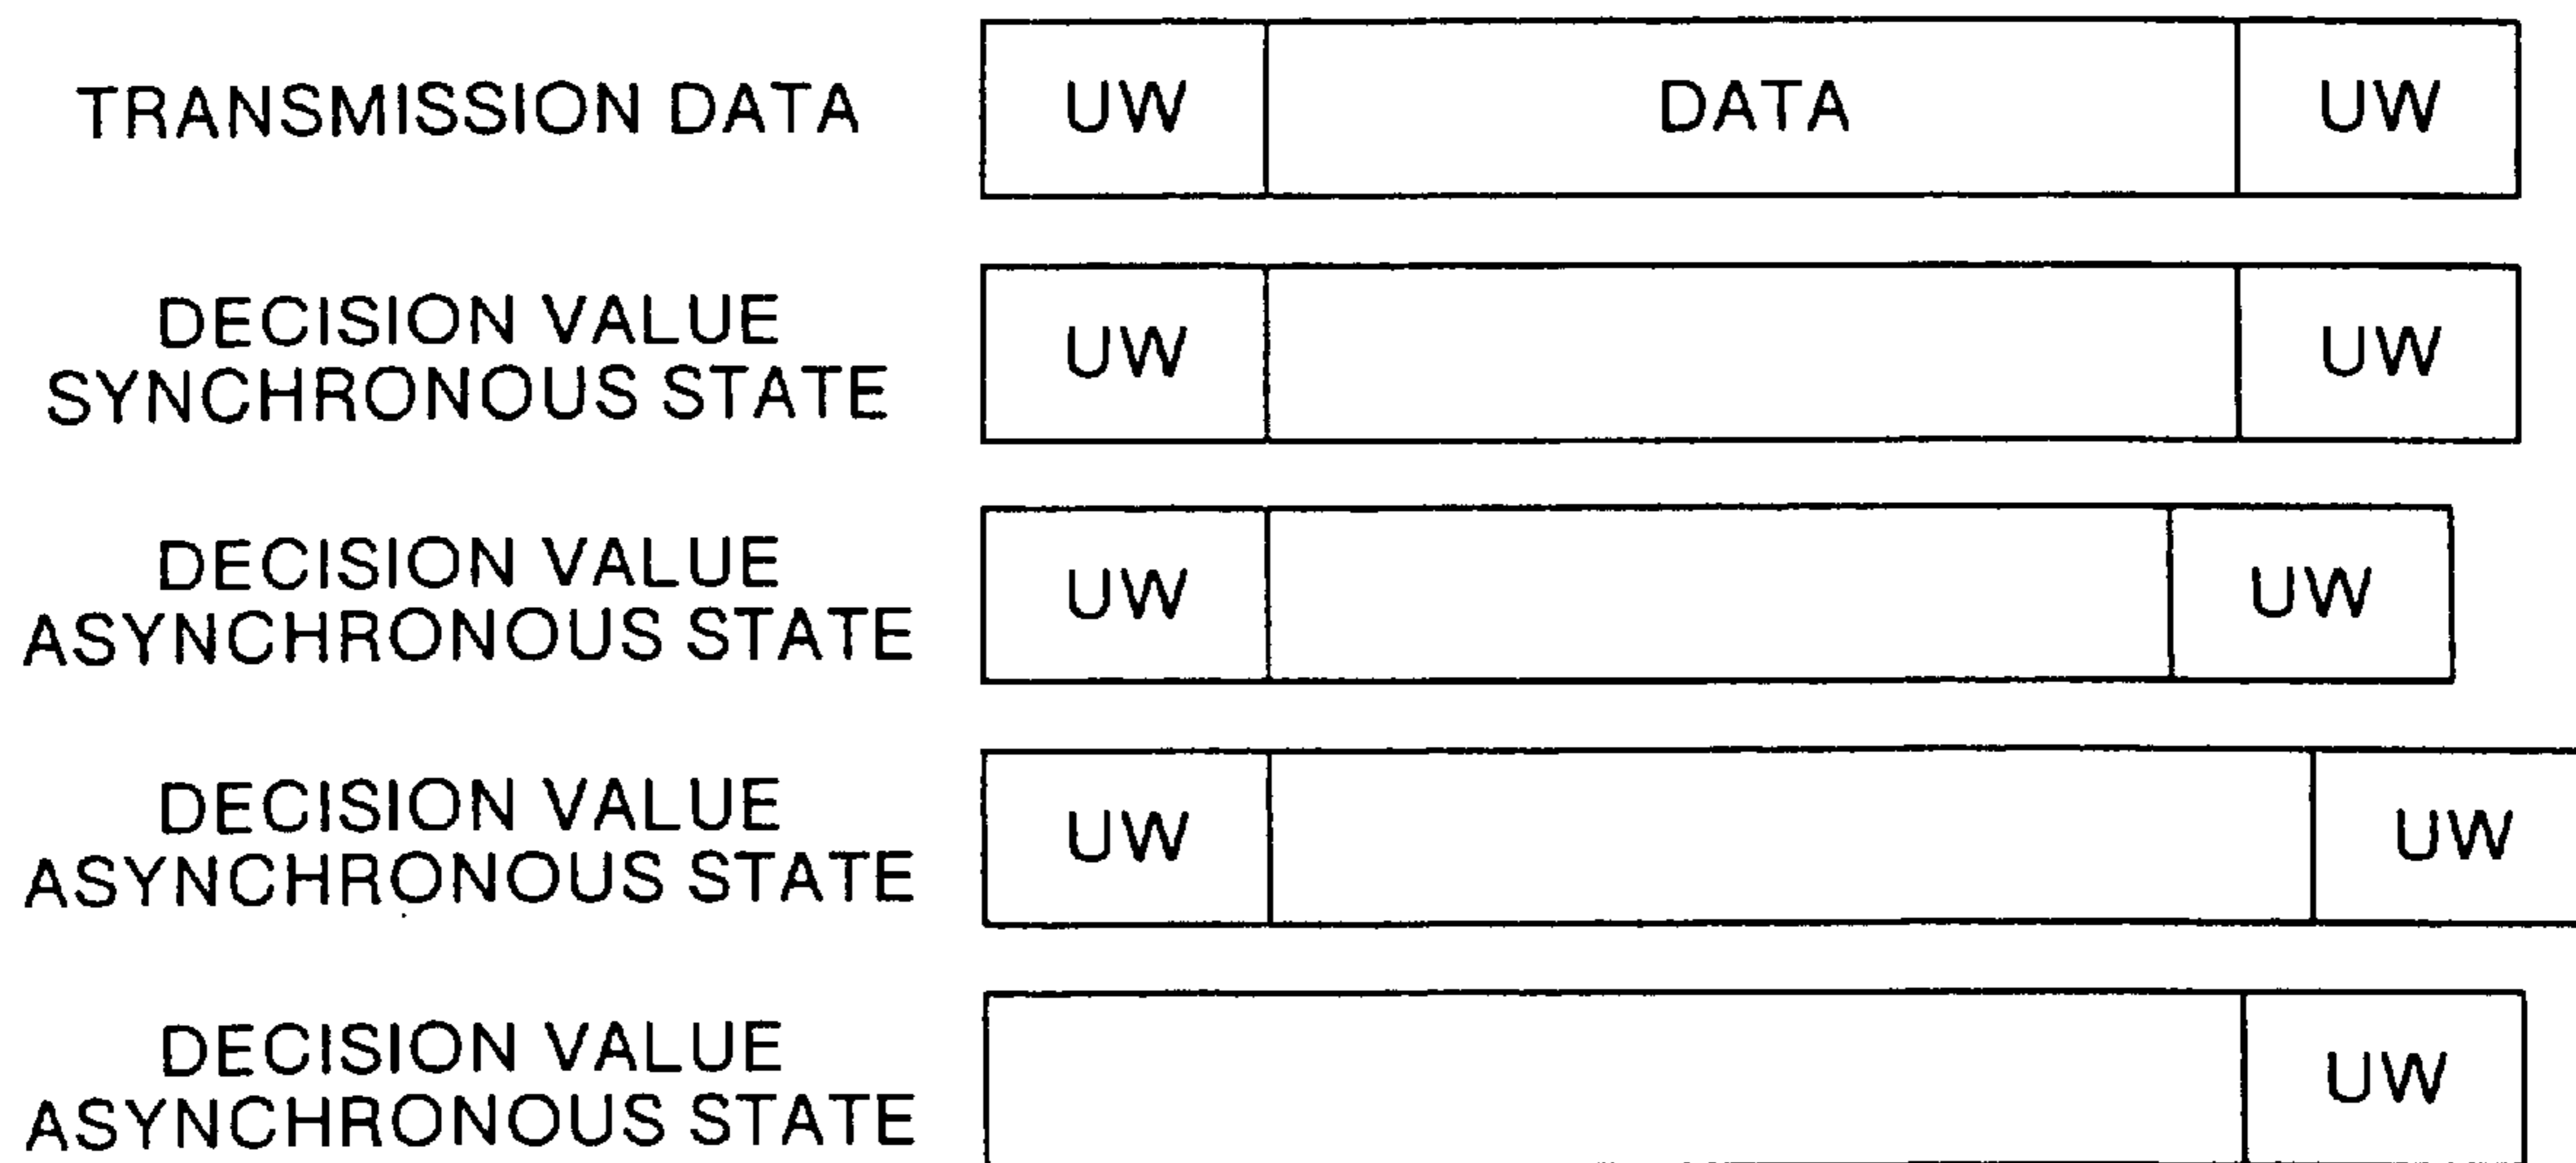 TRANSMISSION DATA
UW DATA UW
DECISION VALUE
SYNCHRONOUS STATE
UW UW
DECISION VALUE
ASYNCHRONOUS STATE
UW UW
DECISION VALUE
ASYNCHRONOUS STATE
UW UW
DECISION VALUE
ASYNCHRONOUS STATE
UW